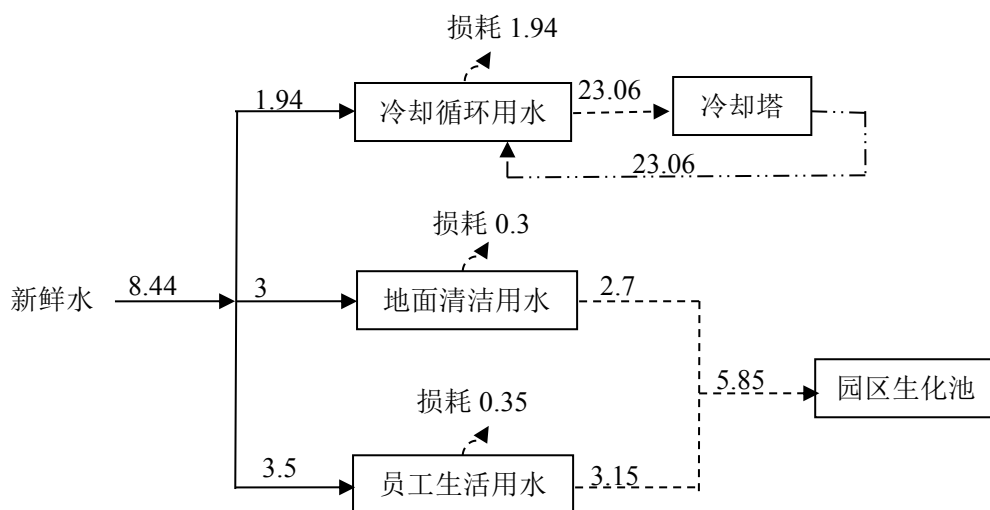 损耗 1.94
1.94
冷却循环用水
23.06
冷却塔
23.06
损耗 0.3
新鲜水
8.44
3
地面清洁用水
2.7
5.85
园区生化池
损耗 0.35
3.5
员工生活用水
3.15